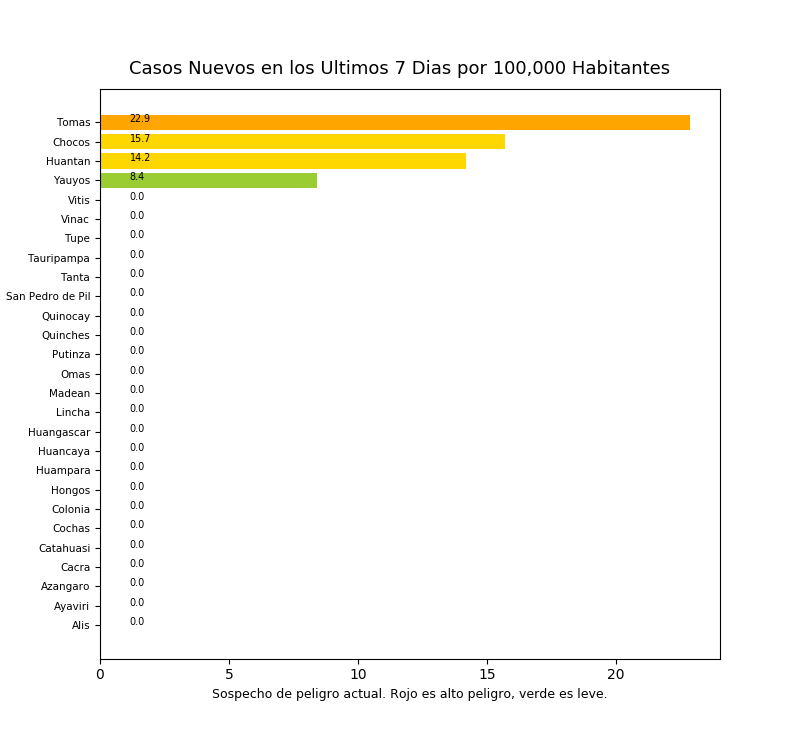 Casos Nuevos en los Ultimos 7 Dias por 100,000 Habitantes
Tomas 22.9
Chocos 15.7
Huantan 14.2
Yauyos 8.4
Vitis 0.0
Vinac 0.0
Tupe 0.0
Tauripampa 0.0
Tanta 0.0
San Pedro de Pil 0.0
Quinocay 0.0
Quinches 0.0
Putinza 0.0
Omas 0.0
Madean 0.0
Lincha 0.0
Huangascar 0.0
Huancaya 0.0
Huampara 0.0
Hongos 0.0
Colonia 0.0
Cochas 0.0
Catahuasi 0.0
Cacra 0.0
Azangaro 0.0
Ayaviri 0.0
Alis 0.0
0 5 10 15 20
Sospecho de peligro actual. Rojo es alto peligro, verde es leve.